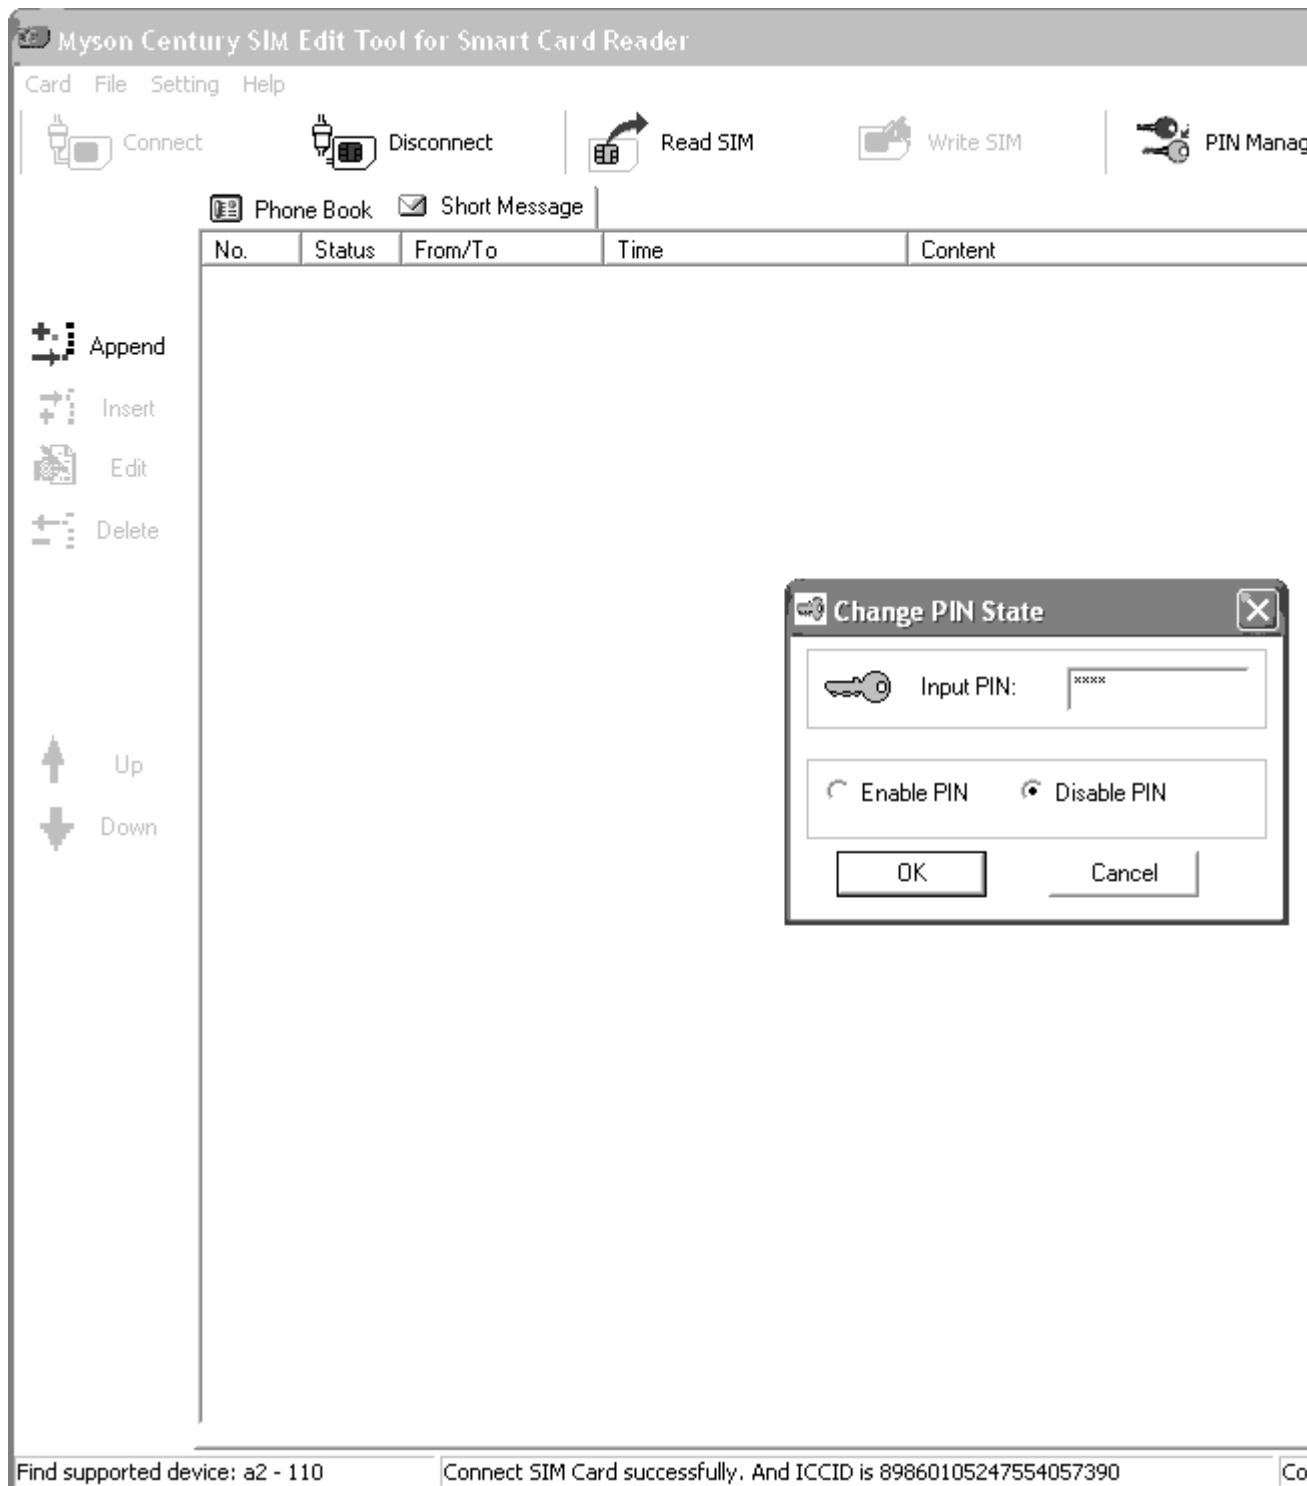 Myson Century SIM Edit Tool for Smart Card Reader
Card File Setting Help
Connect Disconnect Read SIM Write SIM PIN Manag
Phone Book Short Message
No. Status From/To Time Content
Append
Insert
Edit
Delete
Change PIN State
Input PIN: ****
Up
Enable PIN Disable PIN
Down
OK Cancel
Find supported device: a2 - 110 Connect SIM Card successfully. And ICCID is 89860105247554057390 Co